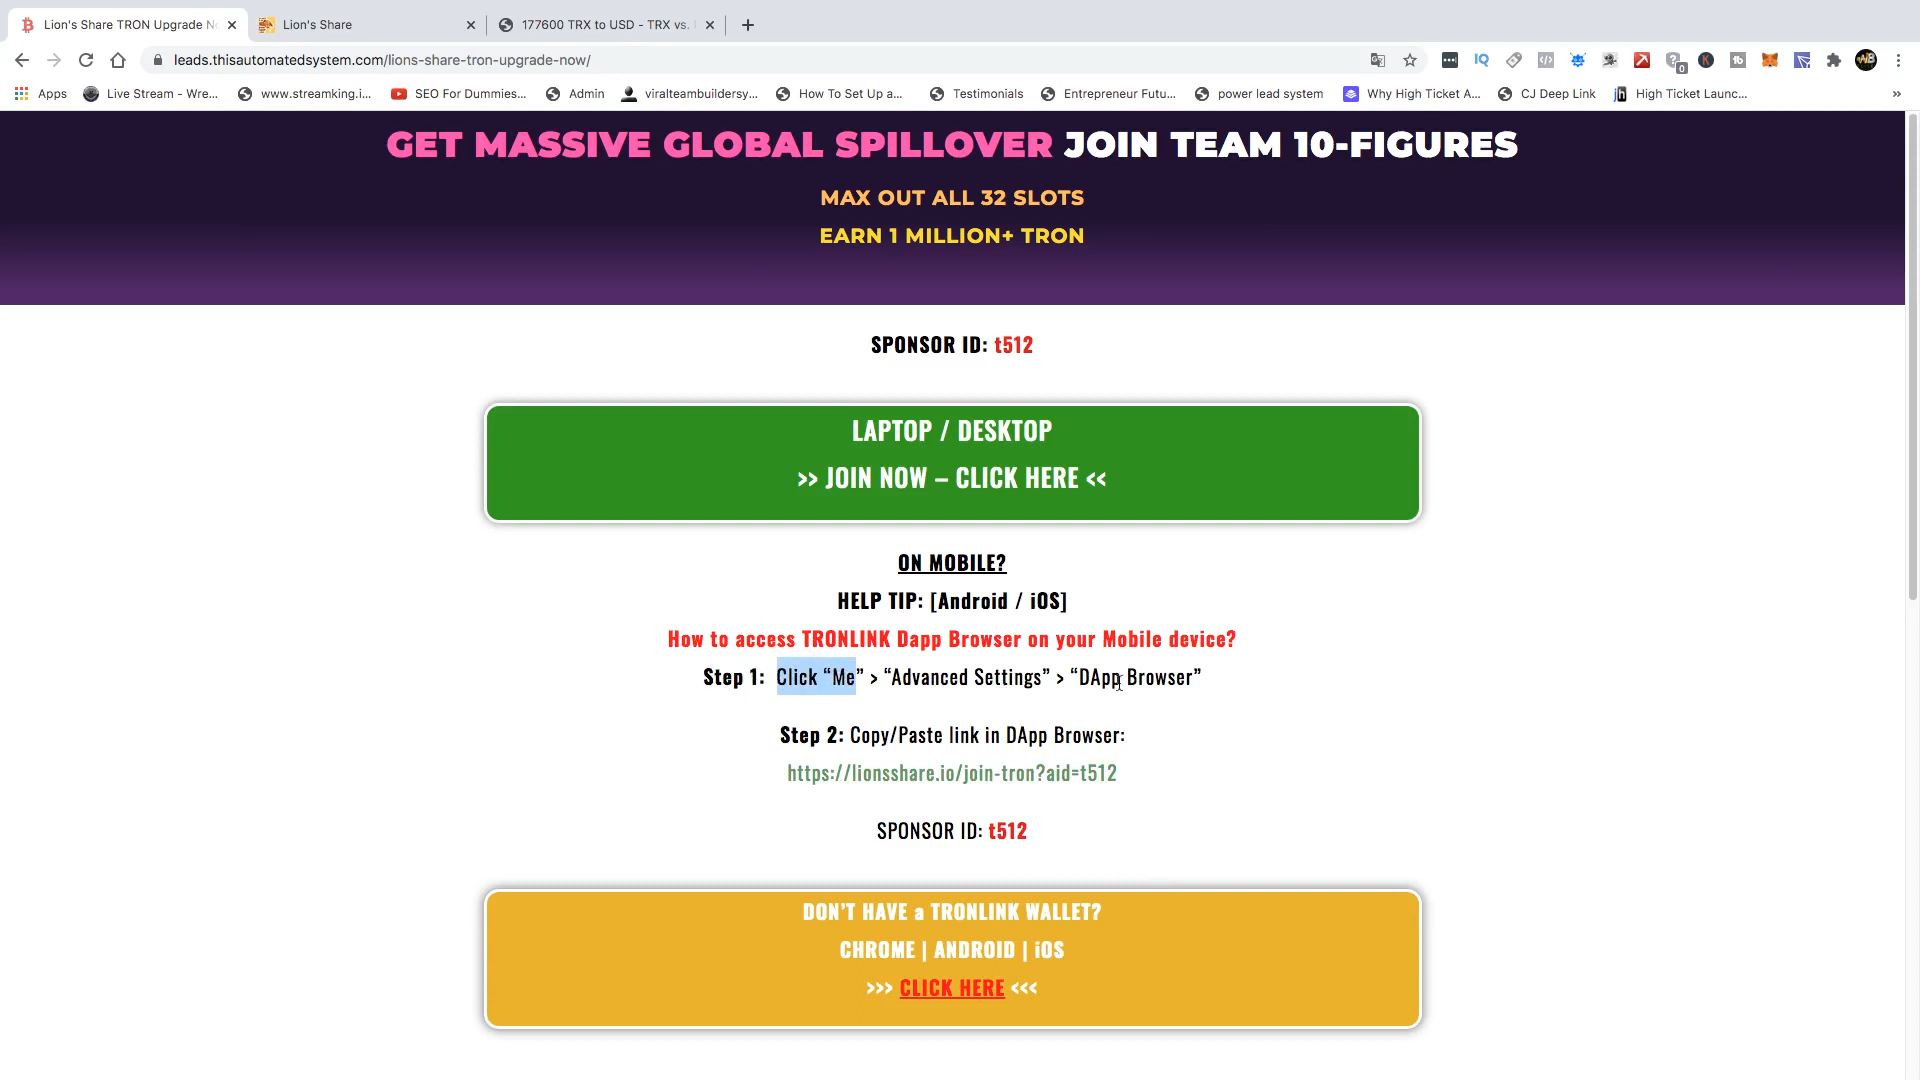 Lion's Share TRON Upgrade N
Lion's Share
177600 TRX to USD - TRX vs.
leads.thisautomatedsystem.com/lions-share-tron-upgrade-now/
Apps
Live Stream - Wre...
www.streamking.i...
SEO For Dummies...
Admin
viralteambuildersy...
How To Set Up a...
Testimonials
Entrepreneur Futu...
power lead system
Why High Ticket A...
CJ Deep Link
High Ticket Launc...
GET MASSIVE GLOBAL SPILLOVER JOIN TEAM 10-FIGURES
MAX OUT ALL 32 SLOTS
EARN 1 MILLION+ TRON
SPONSOR ID: t512
LAPTOP / DESKTOP
>> JOIN NOW – CLICK HERE <<
ON MOBILE?
HELP TIP: [Android / iOS]
How to access TRONLINK Dapp Browser on your Mobile device?
Step 1: Click “Me” > “Advanced Settings” > “DApp Browser”
Step 2: Copy/Paste link in DApp Browser:
https://lionsshare.io/join-tron?aid=t512
SPONSOR ID: t512
DON’T HAVE a TRONLINK WALLET?
CHROME | ANDROID | iOS
>>> CLICK HERE <<<